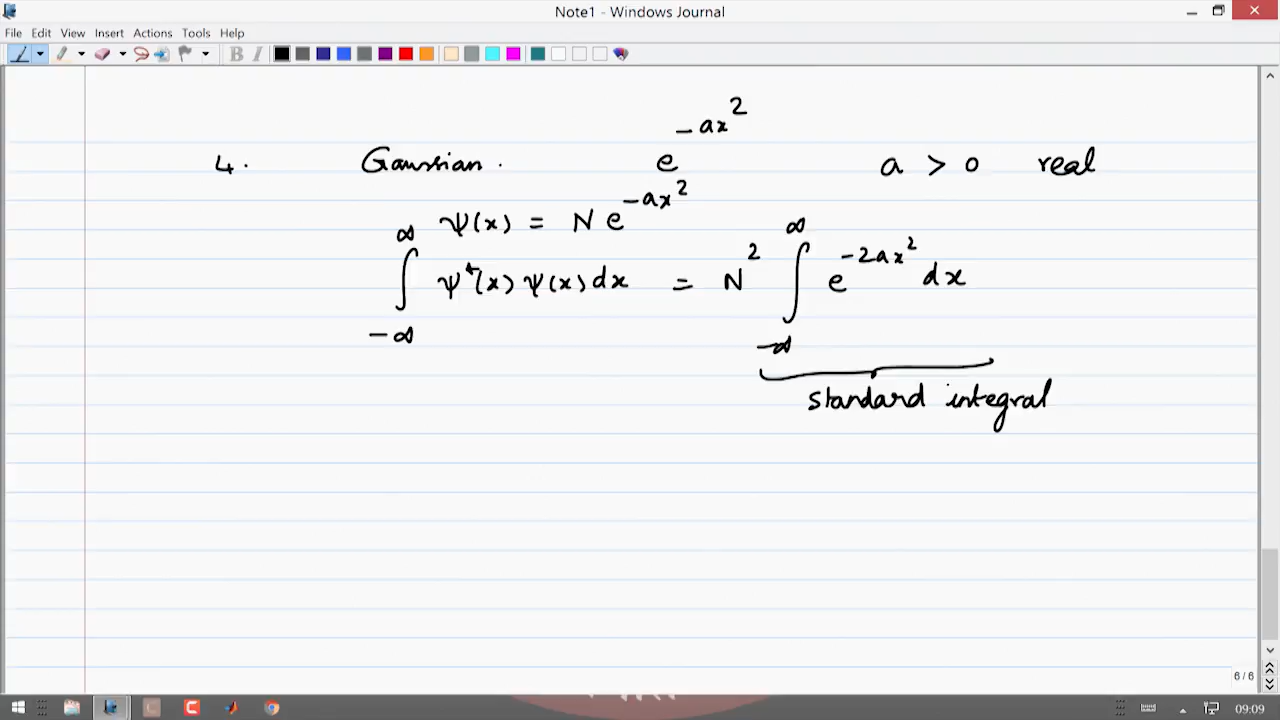 Note1 - Windows Journal
File Edit View Insert Actions Tools Help
B I
4. Gaussian. e^{-ax^2} a > 0 real
ψ(x) = N e^{-ax^2}
∫_{-∞}^{∞} ψ*(x) ψ(x) dx = N^2 ∫_{-∞}^{∞} e^{-2ax^2} dx
standard integral
6 / 6
09:09